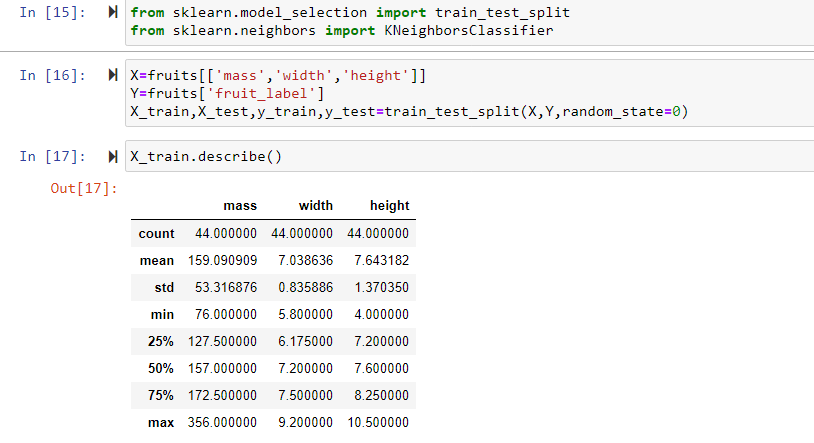 In [15]: from sklearn.model_selection import train_test_split
from sklearn.neighbors import KNeighborsClassifier
In [16]: X=fruits[['mass','width','height']]
Y=fruits['fruit_label']
X_train,X_test,y_train,y_test=train_test_split(X,Y,random_state=0)
In [17]: X_train.describe()
Out[17]:
mass width height
count 44.000000 44.000000 44.000000
mean 159.090909 7.038636 7.643182
std 53.316876 0.835886 1.370350
min 76.000000 5.800000 4.000000
25% 127.500000 6.175000 7.200000
50% 157.000000 7.200000 7.600000
75% 172.500000 7.500000 8.250000
max 356.000000 9.200000 10.500000